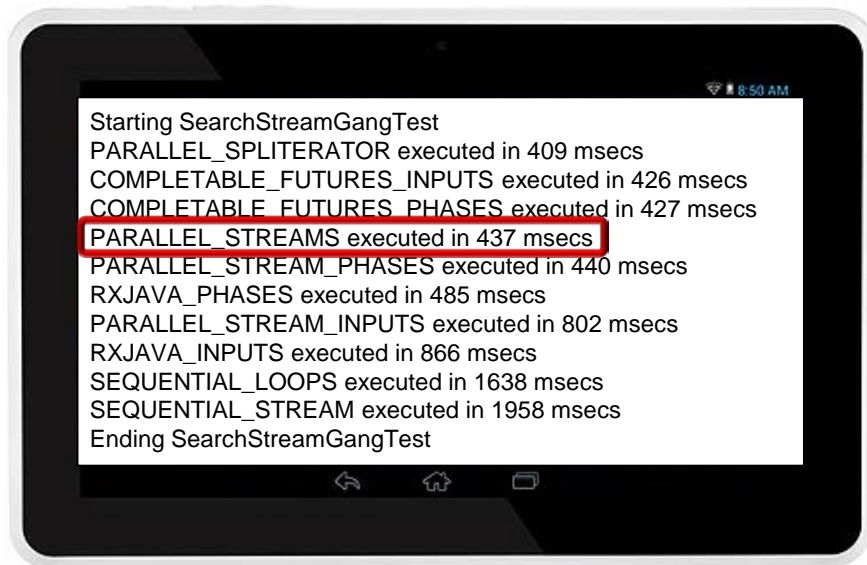 8:50 AM
Starting SearchStreamGangTest
PARALLEL_SPLITERATOR executed in 409 msecs
COMPLETABLE_FUTURES_INPUTS executed in 426 msecs
COMPLETABLE_FUTURES_PHASES executed in 427 msecs
PARALLEL_STREAMS executed in 437 msecs
PARALLEL_STREAM_PHASES executed in 440 msecs
RXJAVA_PHASES executed in 485 msecs
PARALLEL_STREAM_INPUTS executed in 802 msecs
RXJAVA_INPUTS executed in 866 msecs
SEQUENTIAL_LOOPS executed in 1638 msecs
SEQUENTIAL_STREAM executed in 1958 msecs
Ending SearchStreamGangTest